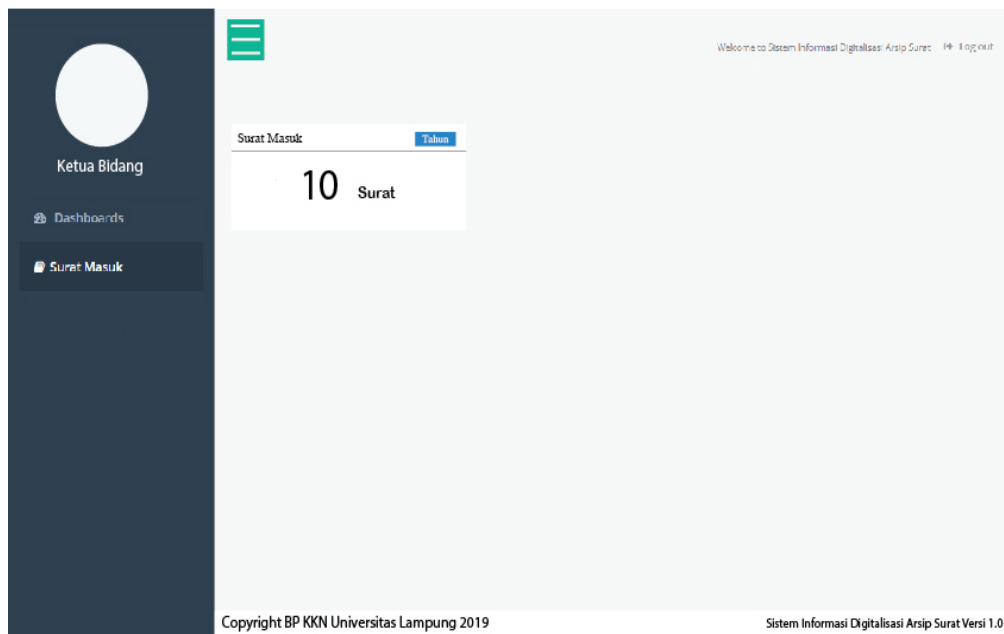 Ketua Bidang
Dashboards
Surat Masuk
Welcome to Sistem Informasi Digitalisasi Arsip Surat
Log out
Surat Masuk
Tahun
10 Surat
Copyright BP KKN Universitas Lampung 2019
Sistem Informasi Digitalisasi Arsip Surat Versi 1.0